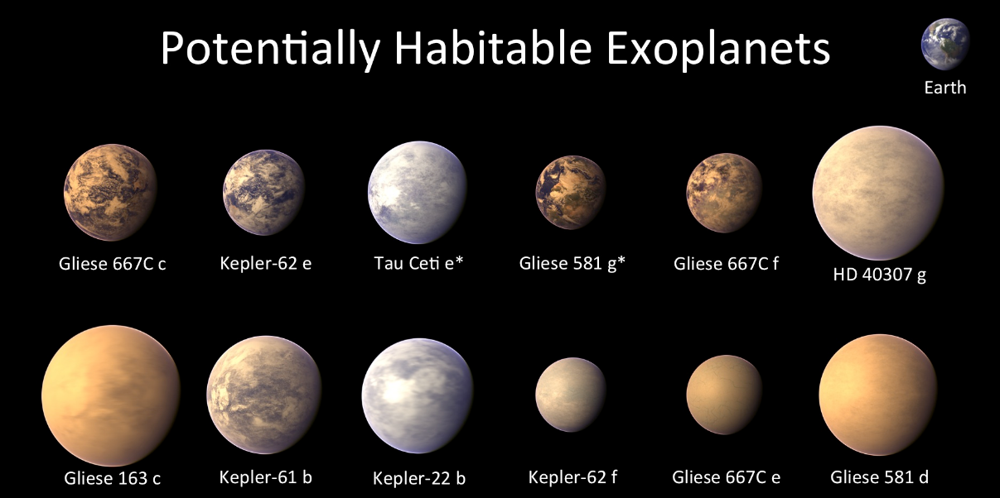 Potentially Habitable Exoplanets
Earth
Gliese 667C c
Kepler-62 e
Tau Ceti e*
Gliese 581 g*
Gliese 667C f
HD 40307 g
Gliese 163 c
Kepler-61 b
Kepler-22 b
Kepler-62 f
Gliese 667C e
Gliese 581 d